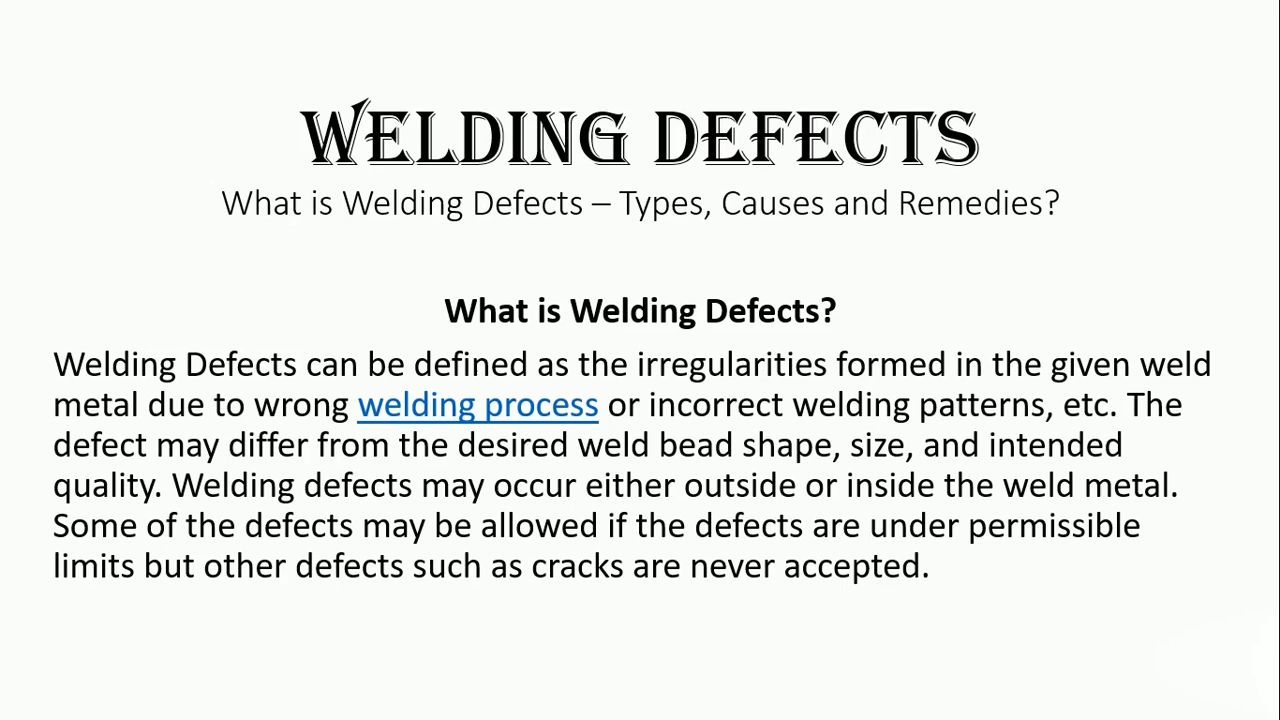 WELDING DEFECTS
What is Welding Defects – Types, Causes and Remedies?
What is Welding Defects?
Welding Defects can be defined as the irregularities formed in the given weld
metal due to wrong welding process or incorrect welding patterns, etc. The
defect may differ from the desired weld bead shape, size, and intended
quality. Welding defects may occur either outside or inside the weld metal.
Some of the defects may be allowed if the defects are under permissible
limits but other defects such as cracks are never accepted.